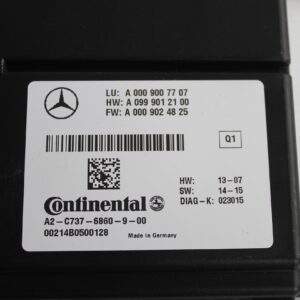 LU: A 000 900 77 07
HW: A 099 901 21 00
FW: A 000 902 48 25
Q1
Continental
HW: 13-07
SW: 14-15
DIAG-K: 023015
A2-C737-6860-9-00
00214B0500128
Made in Germany